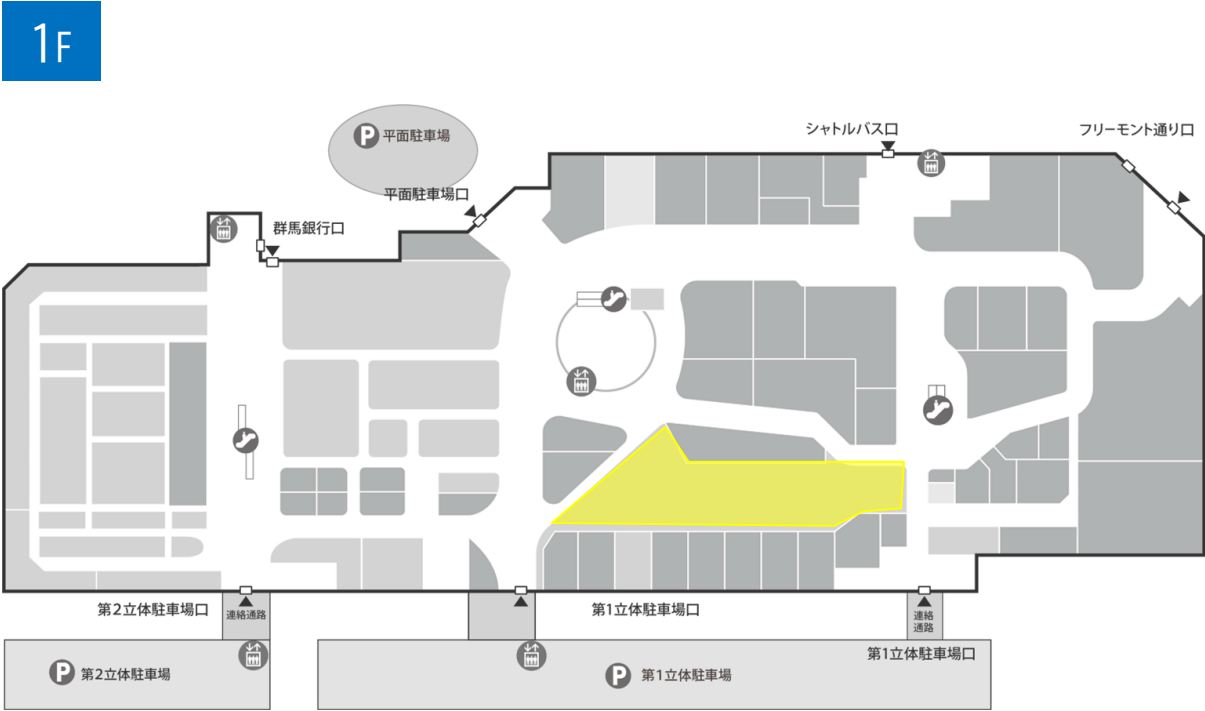 1F
シャトルバス口
フリーモント通り口
P 平面駐車場
平面駐車場口
群馬銀行口
第2立体駐車場口
連絡通路
第1立体駐車場口
連絡
通路
第1立体駐車場口
P 第2立体駐車場
P 第1立体駐車場